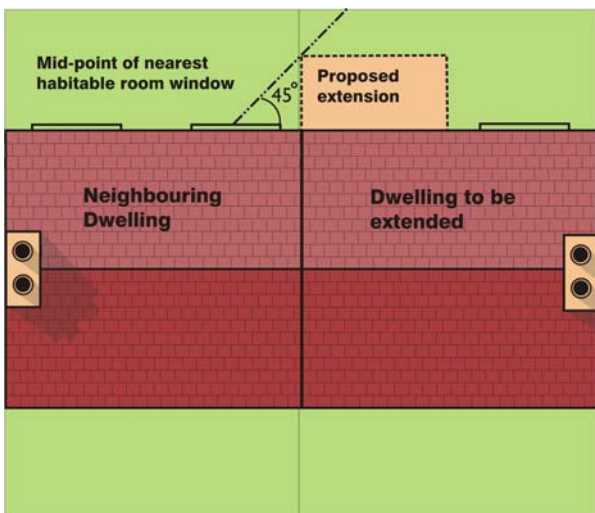 Mid-point of nearest
habitable room window
45°
Proposed
extension
Neighbouring
Dwelling
Dwelling to be
extended